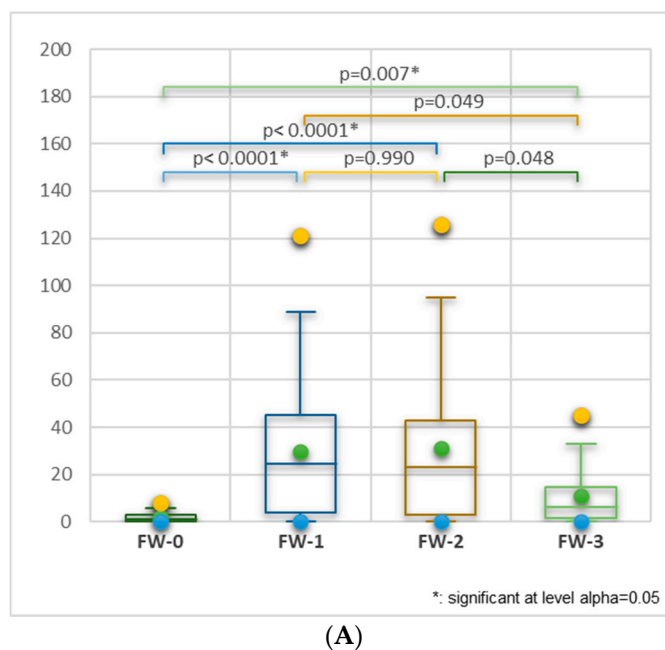 200
180
160
140
120
100
80
60
40
20
0
p=0.007*
p=0.049
p< 0.0001*
p< 0.0001* p=0.990 p=0.048
FW-0 FW-1 FW-2 FW-3
*: significant at level alpha=0.05
(A)